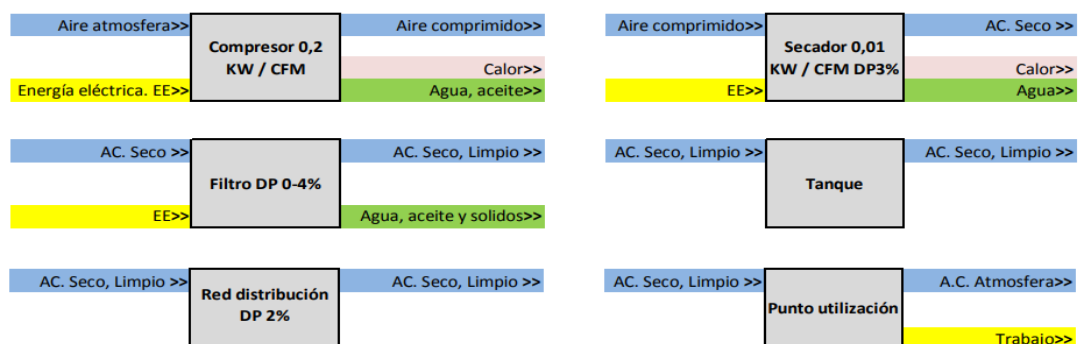 Aire atmosfera>>
Compresor 0,2
KW / CFM
Aire comprimido>>
Calor>>
Energía eléctrica. EE>>
Agua, aceite>>
Aire comprimido>>
Secador 0,01
KW / CFM DP3%
AC. Seco >>
Calor>>
EE>>
Agua>>
AC. Seco >>
Filtro DP 0-4%
AC. Seco, Limpio >>
EE>>
Agua, aceite y solidos>>
AC. Seco, Limpio >>
Tanque
AC. Seco, Limpio >>
AC. Seco, Limpio >>
Red distribución
DP 2%
AC. Seco, Limpio >>
AC. Seco, Limpio >>
Punto utilización
A.C. Atmosfera>>
Trabajo>>